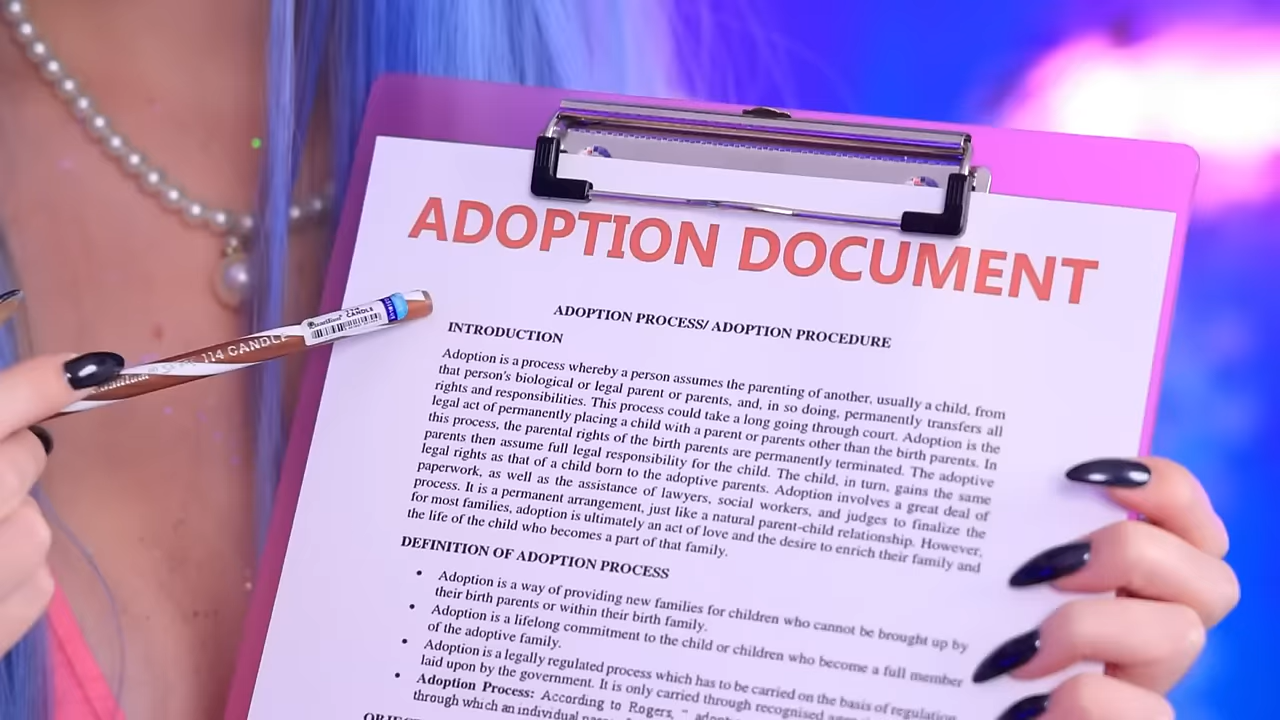 ADOPTION DOCUMENT
ADOPTION PROCESS/ ADOPTION PROCEDURE
INTRODUCTION
Adoption is a process whereby a person assumes the parenting of another, usually a child, from
that person's biological or legal parent or parents, and, in so doing, permanently transfers all
rights and responsibilities. This process could take a long going through court. Adoption is the
legal act of permanently placing a child with a parent or parents other than the birth parents. In
this process, the parental rights of the birth parents are permanently terminated. The adoptive
parents then assume full legal responsibility for the child. The child, in turn, gains the same
legal rights as that of a child born to the adoptive parents. Adoption involves a great deal of
paperwork, as well as the assistance of lawyers, social workers, and judges to finalize the
process. It is a permanent arrangement, just like a natural parent-child relationship. However,
for most families, adoption is ultimately an act of love and the desire to enrich their family and
the life of the child who becomes a part of that family.
DEFINITION OF ADOPTION PROCESS
• Adoption is a way of providing new families for children who cannot be brought up by
their birth parents or within their birth family.
• Adoption is a lifelong commitment to the child or children who become a full member
of the adoptive family.
• Adoption is a legally regulated process which has to be carried on the basis of regulation
laid upon by the government. It is only carried through recognised
• Adoption Process: According to Rogers, "
through which an individual
114 CANDLE
CANDLE